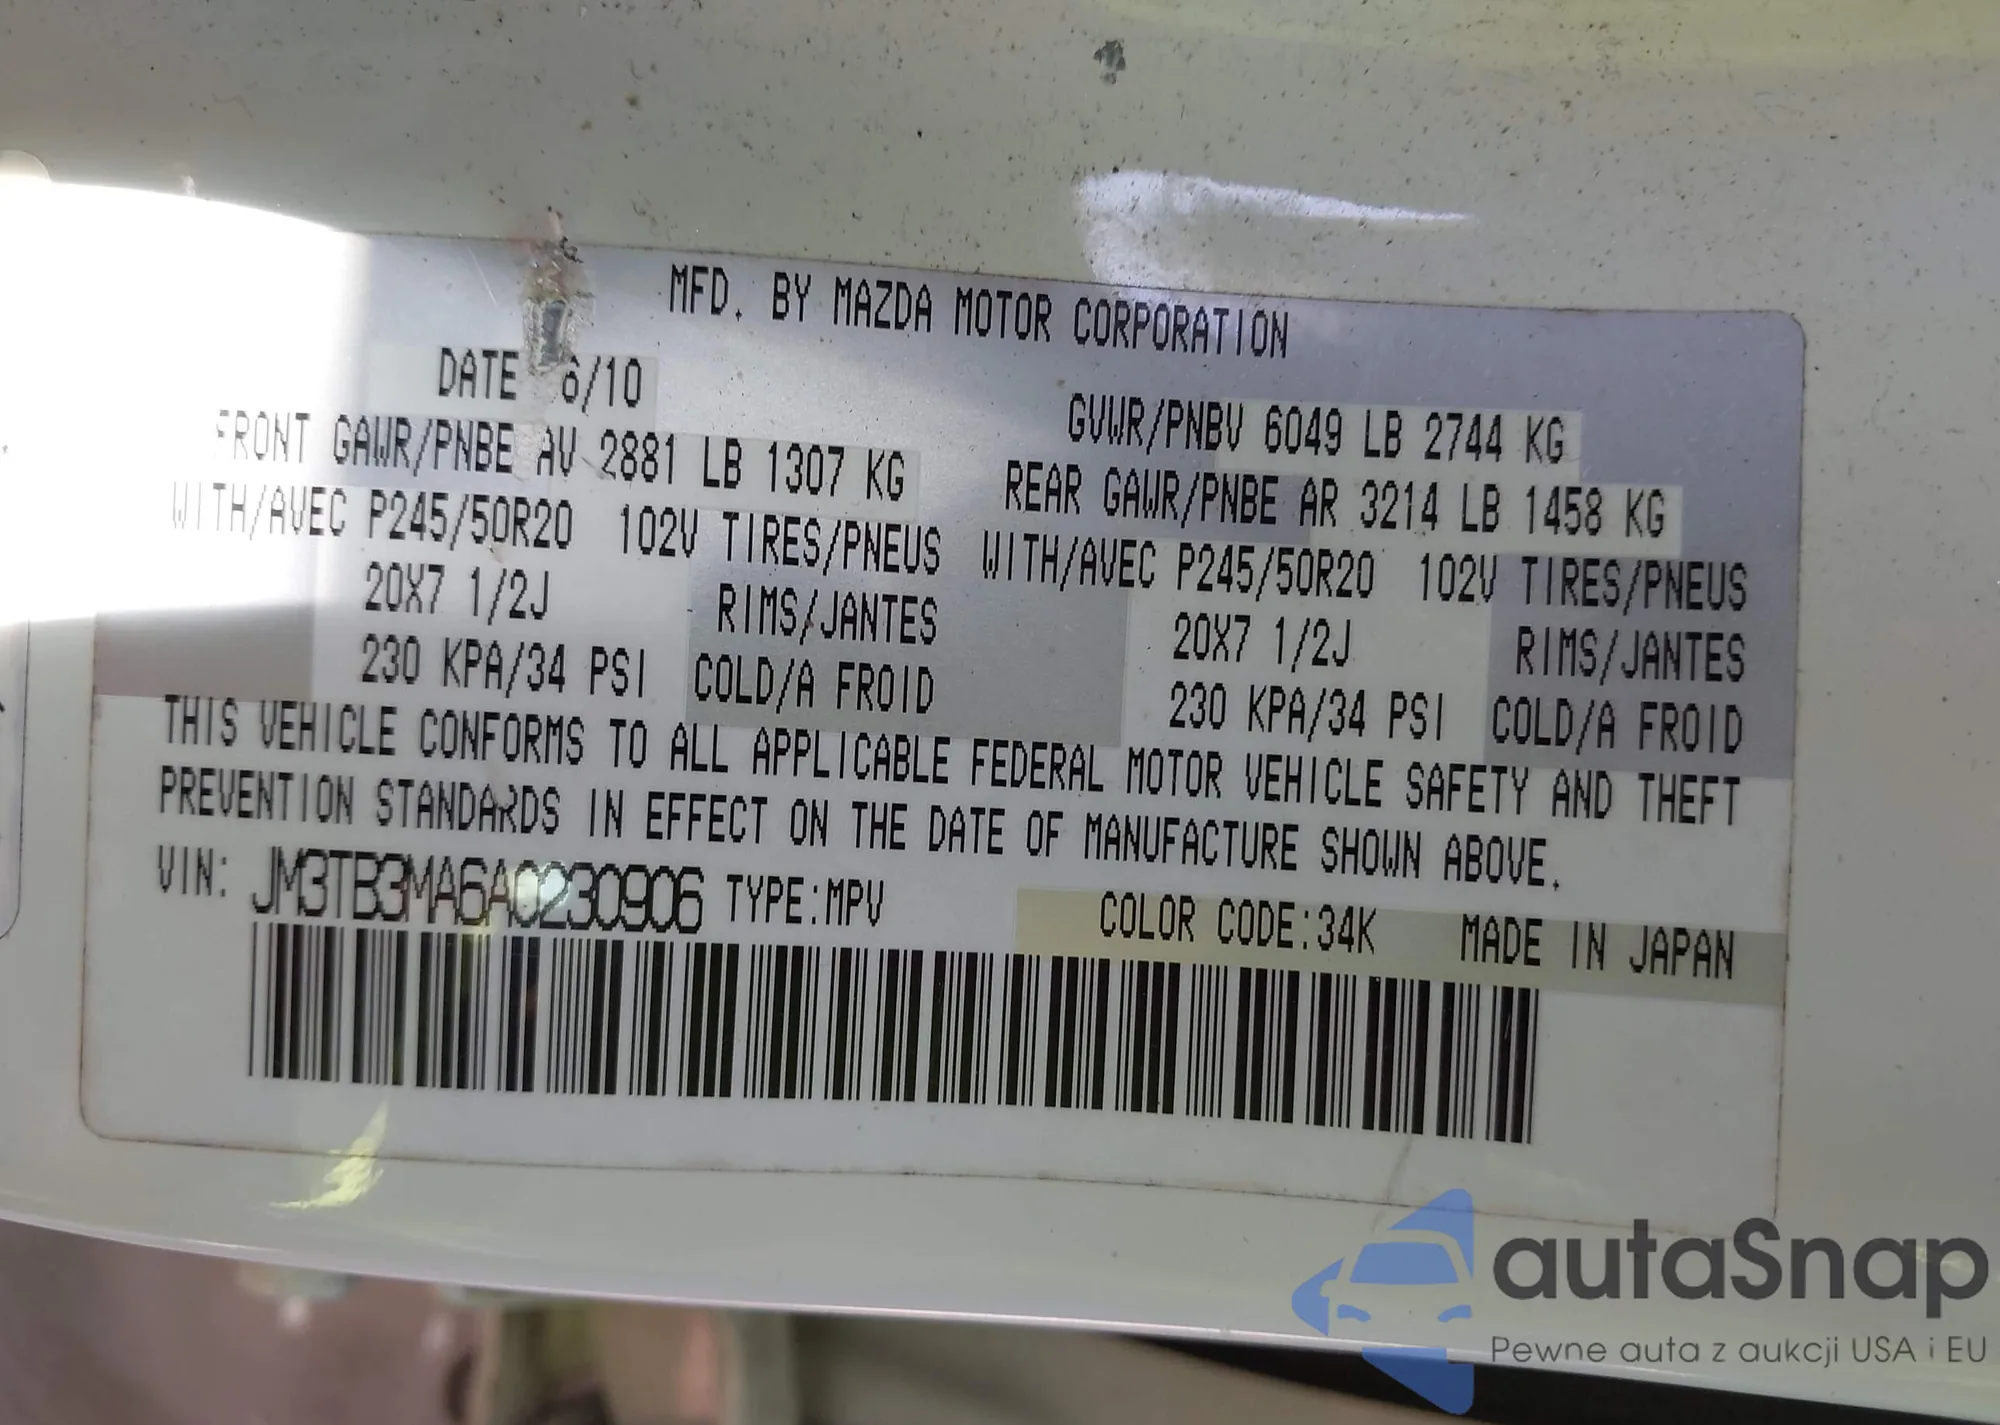 MFD. BY MAZDA MOTOR CORPORATION
DATE 6/10
GVWR/PNBV 6049 LB 2744 KG
FRONT GAWR/PNBE AV 2881 LB 1307 KG
REAR GAWR/PNBE AR 3214 LB 1458 KG
WITH/AVEC P245/50R20 102V TIRES/PNEUS
WITH/AVEC P245/50R20 102V TIRES/PNEUS
20X7 1/2J RIMS/JANTES
20X7 1/2J RIMS/JANTES
230 KPA/34 PSI COLD/A FROID
230 KPA/34 PSI COLD/A FROID
THIS VEHICLE CONFORMS TO ALL APPLICABLE FEDERAL MOTOR VEHICLE SAFETY AND THEFT
PREVENTION STANDARDS IN EFFECT ON THE DATE OF MANUFACTURE SHOWN ABOVE.
VIN: JM3TB3MA6A0230906 TYPE:MPV COLOR CODE:34K MADE IN JAPAN
autaSnap
Pewne auta z aukcji USA i EU